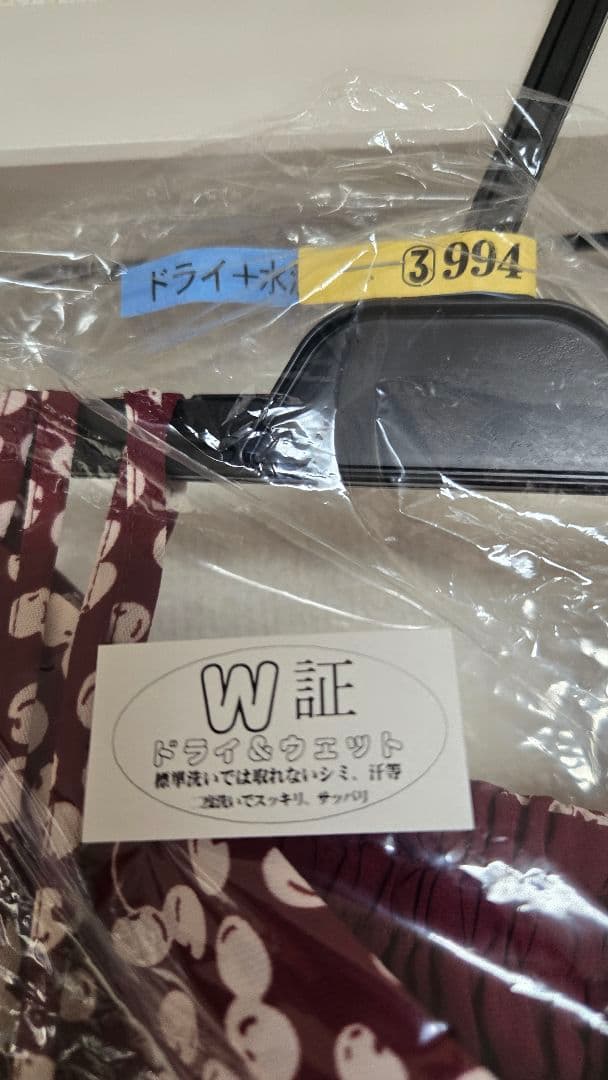 ドライ+水
③994
W証
ドライ&ウェット
標準洗いでは取れないシミ、汗等
二度洗いでスッキリ、サッパリ